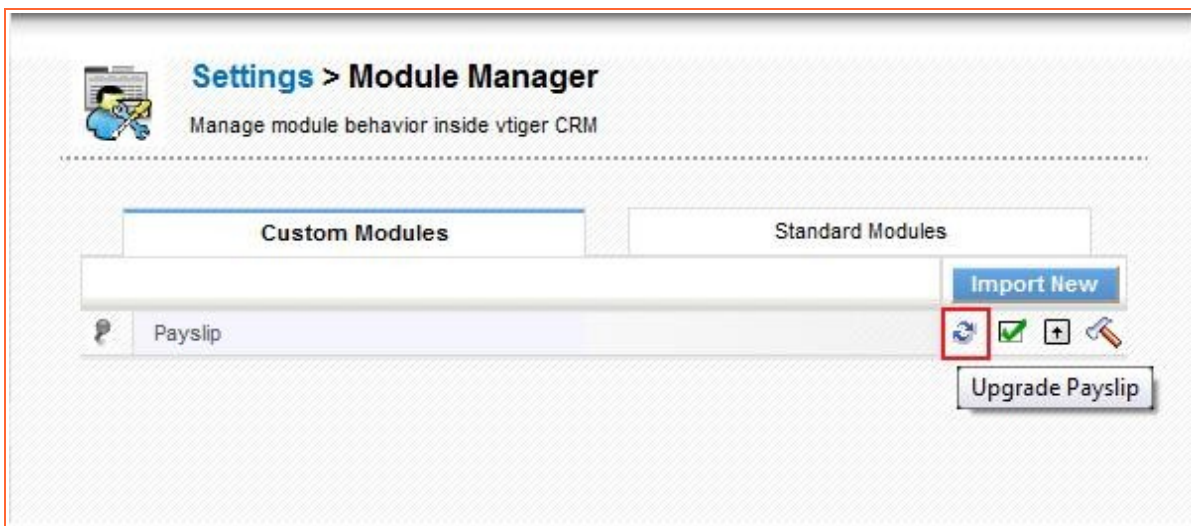 Settings > Module Manager
Manage module behavior inside vtiger CRM
Custom Modules
Standard Modules
Import New
Payslip
Upgrade Payslip